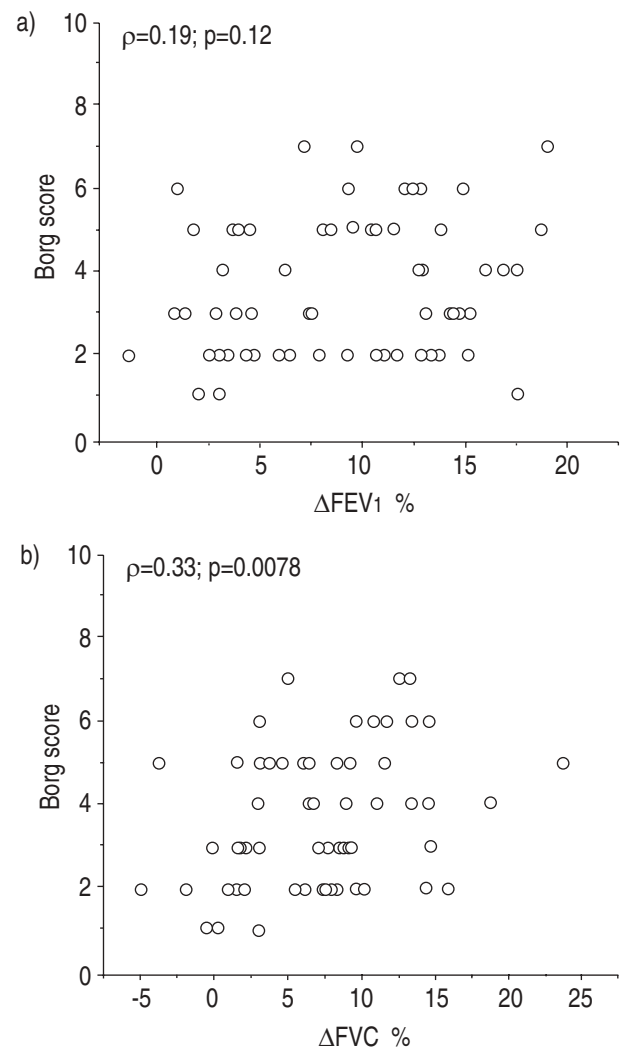 a)
ρ=0.19; p=0.12
10
8
6
4
2
0
Borg score
0 5 10 15 20
ΔFEV1 %
b)
ρ=0.33; p=0.0078
10
8
6
4
2
0
Borg score
-5 0 5 10 15 20 25
ΔFVC %